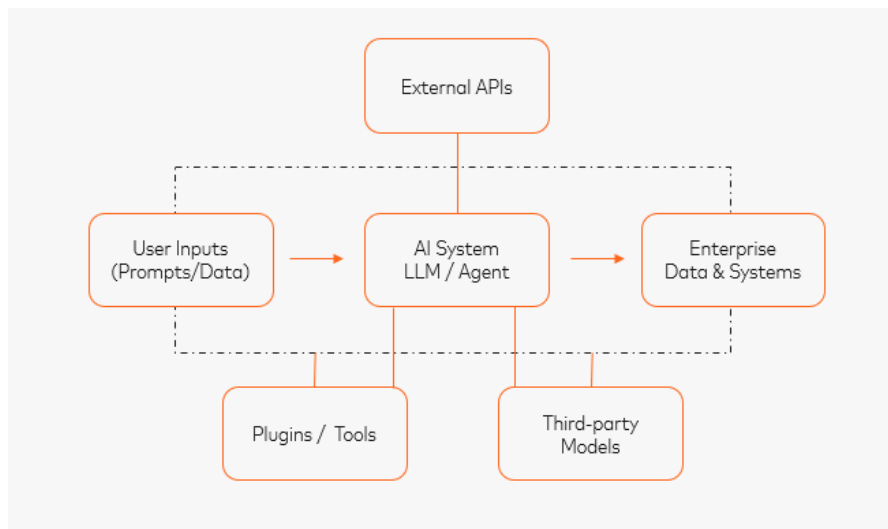 External APIs
User Inputs
(Prompts/Data)
AI System
LLM / Agent
Enterprise
Data & Systems
Plugins / Tools
Third-party
Models